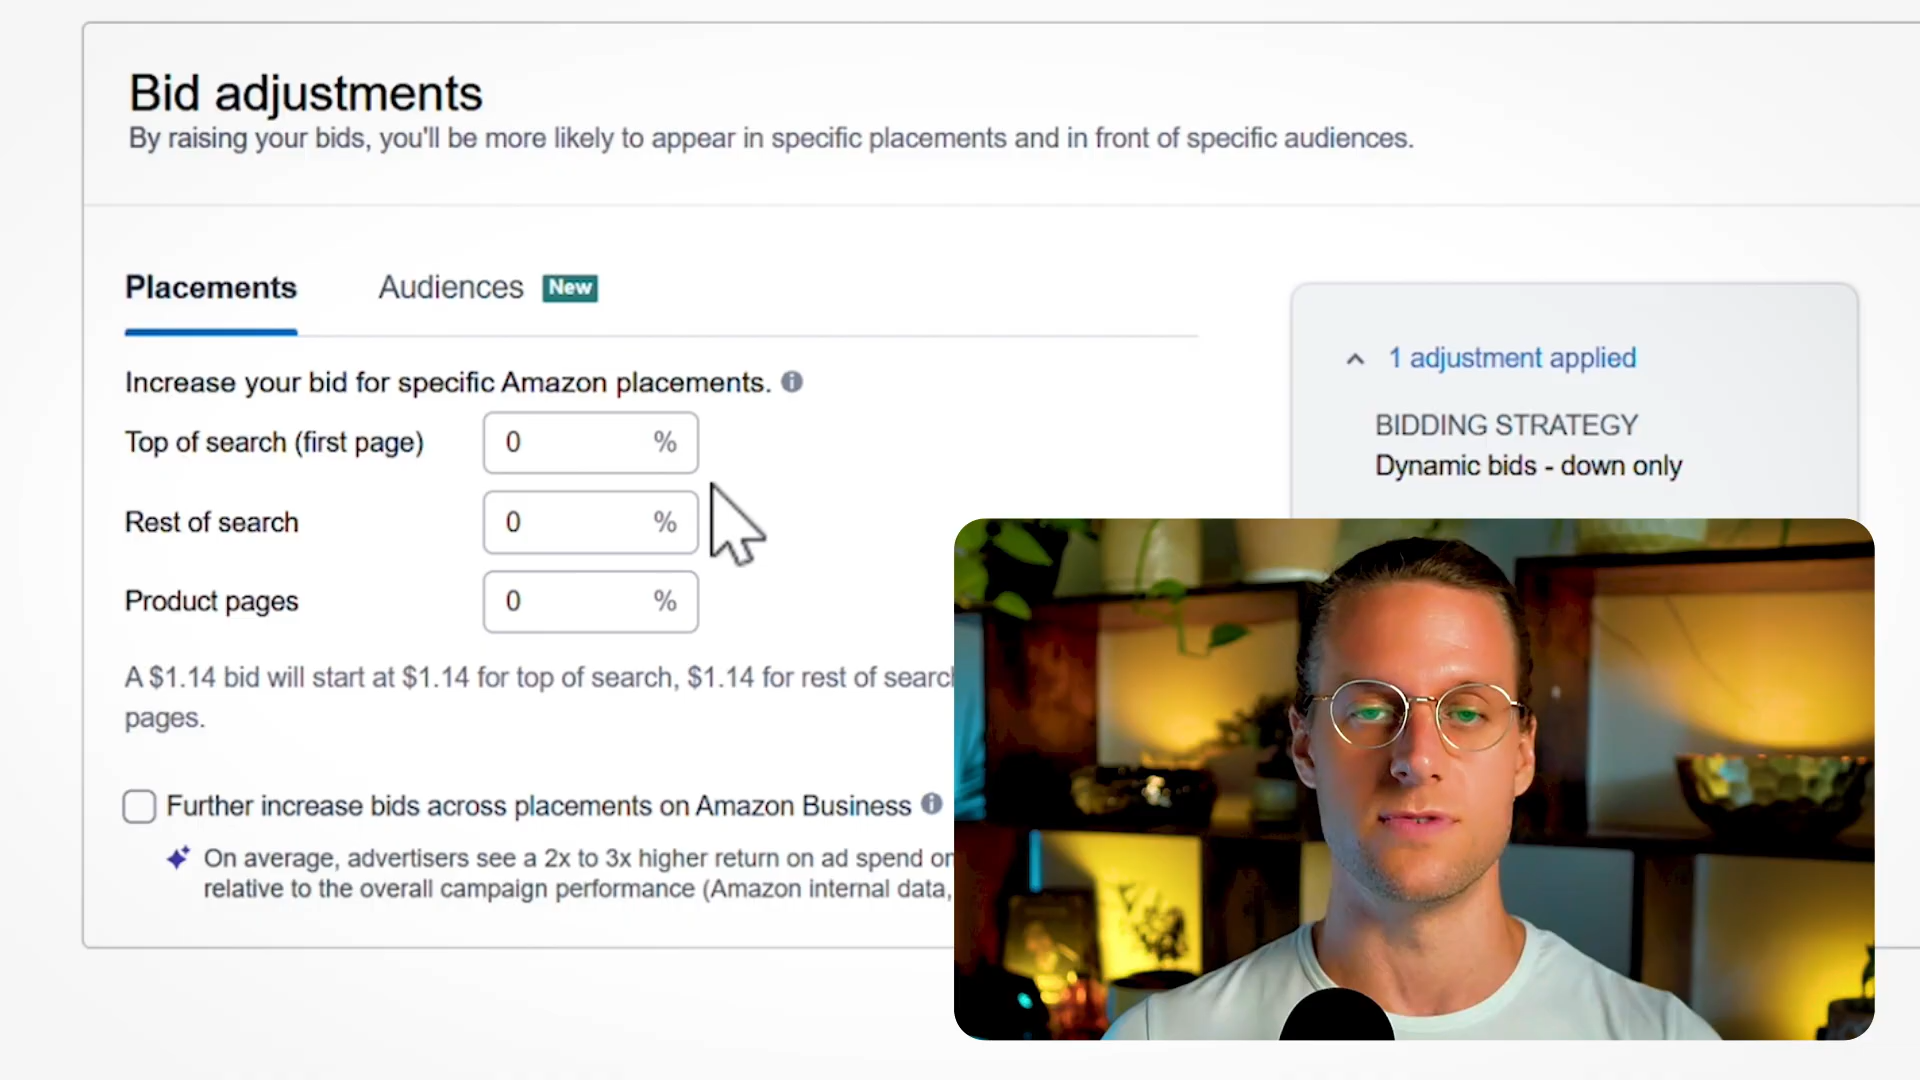 Bid adjustments
By raising your bids, you'll be more likely to appear in specific placements and in front of specific audiences.
Placements
Audiences New
Increase your bid for specific Amazon placements.
Top of search (first page) 0 %
Rest of search 0 %
Product pages 0 %
A $1.14 bid will start at $1.14 for top of search, $1.14 for rest of search
pages.
Further increase bids across placements on Amazon Business
On average, advertisers see a 2x to 3x higher return on ad spend on
relative to the overall campaign performance (Amazon internal data,
1 adjustment applied
BIDDING STRATEGY
Dynamic bids - down only